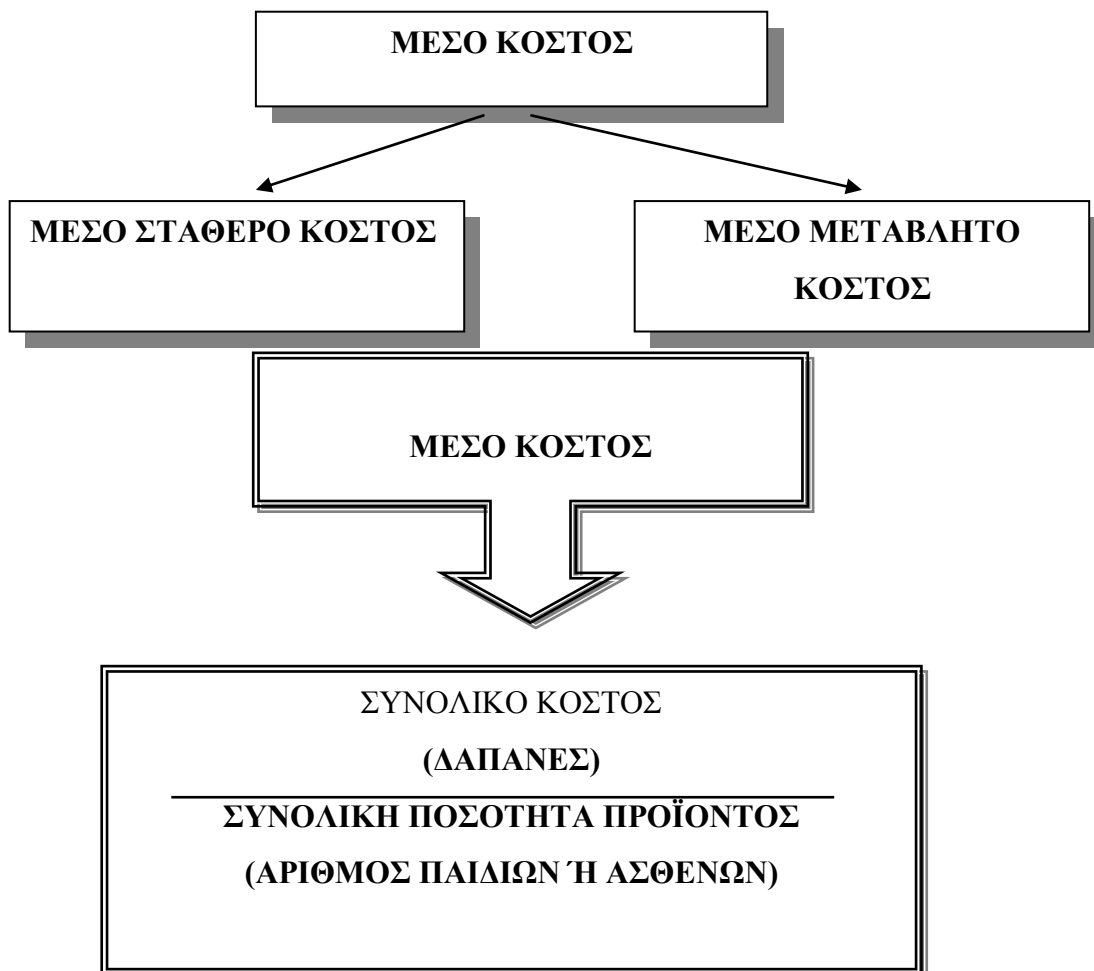 ΜΕΣΟ ΚΟΣΤΟΣ
ΜΕΣΟ ΣΤΑΘΕΡΟ ΚΟΣΤΟΣ
ΜΕΣΟ ΜΕΤΑΒΛΗΤΟ
ΚΟΣΤΟΣ
ΜΕΣΟ ΚΟΣΤΟΣ
ΣΥΝΟΛΙΚΟ ΚΟΣΤΟΣ
(ΔΑΠΑΝΕΣ)
ΣΥΝΟΛΙΚΗ ΠΟΣΟΤΗΤΑ ΠΡΟΪΟΝΤΟΣ
(ΑΡΙΘΜΟΣ ΠΑΙΔΙΩΝ Ή ΑΣΘΕΝΩΝ)